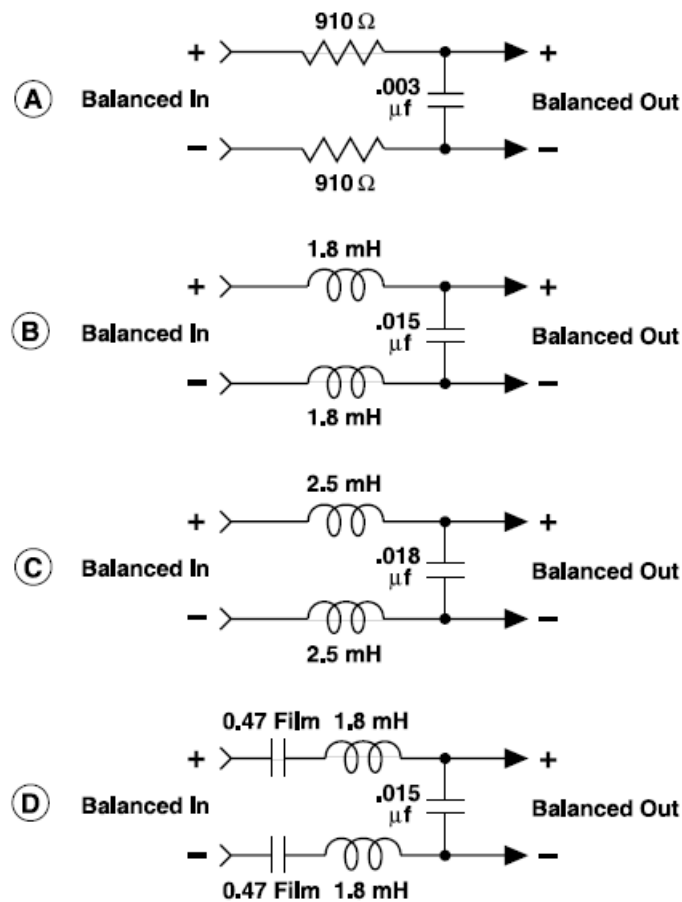 910 Ω
+ +
A Balanced In .003 μf Balanced Out
− −
910 Ω
1.8 mH
+ +
B Balanced In .015 μf Balanced Out
− −
1.8 mH
2.5 mH
+ +
C Balanced In .018 μf Balanced Out
− −
2.5 mH
0.47 Film 1.8 mH
+ +
D Balanced In .015 μf Balanced Out
− −
0.47 Film 1.8 mH